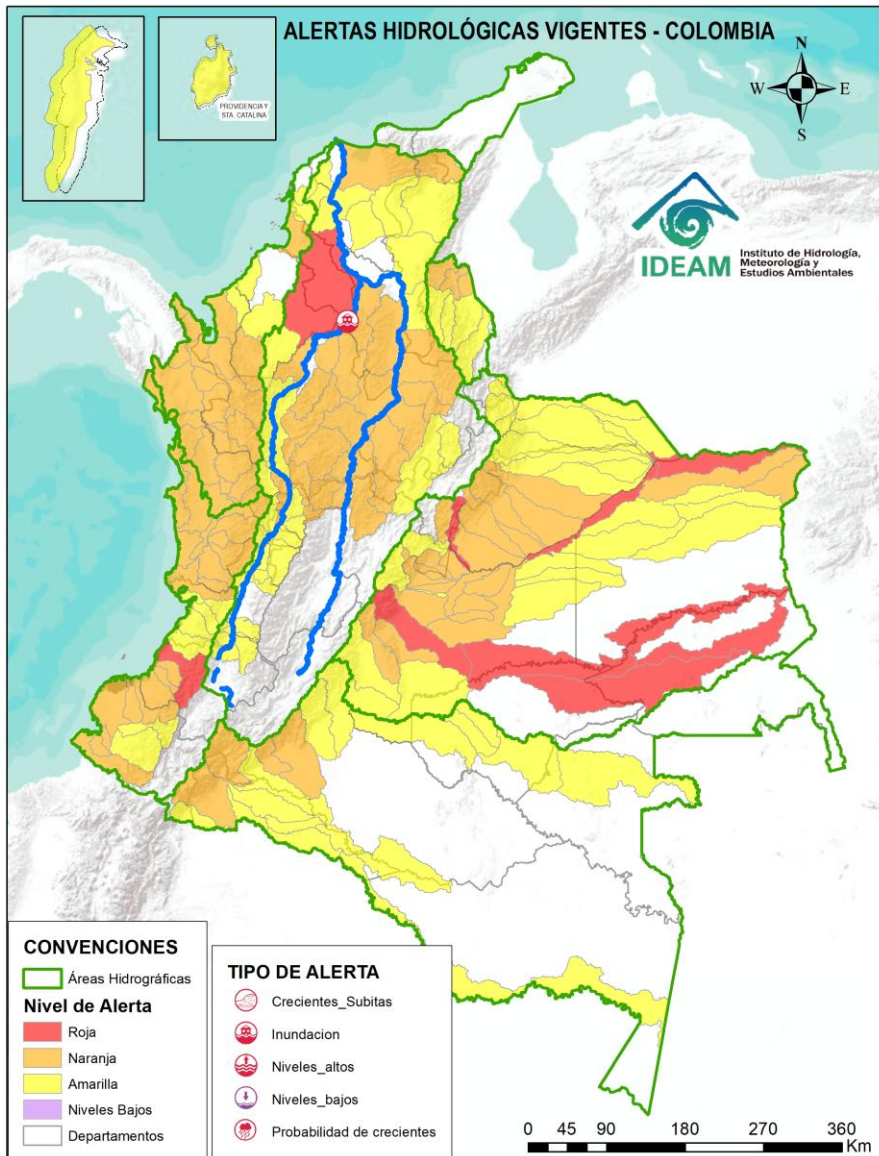 ALERTAS HIDROLÓGICAS VIGENTES - COLOMBIA
PROVIDENCIA Y
STA. CATALINA
N
W
E
S
IDEAM
Instituto de Hidrología,
Meteorología y
Estudios Ambientales
CONVENCIONES
Áreas Hidrográficas
Nivel de Alerta
Roja
Naranja
Amarilla
Niveles Bajos
Departamentos
TIPO DE ALERTA
Crecientes_Subitas
Inundacion
Niveles_altos
Niveles_bajos
Probabilidad de crecientes
0 45 90 180 270 360
Km